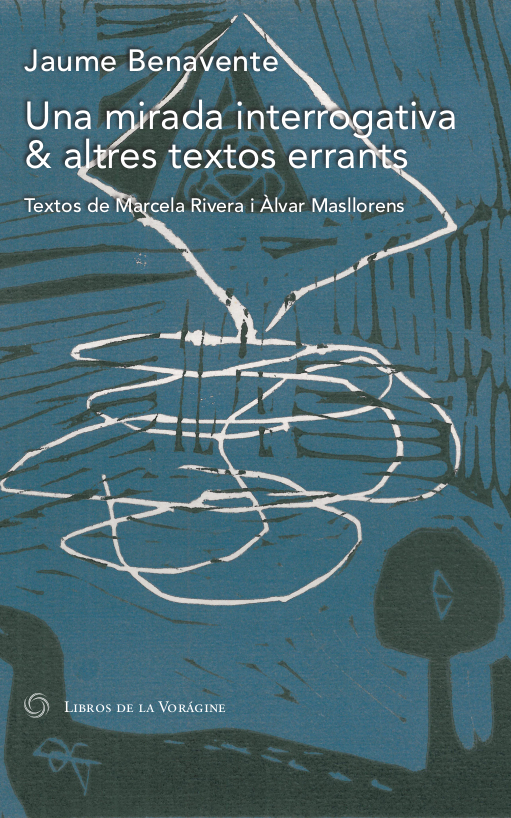 Jaume Benavente
Una mirada interrogativa
& altres textos errants
Textos de Marcela Rivera i Àlvar Masllorens
Libros de la Vorágine